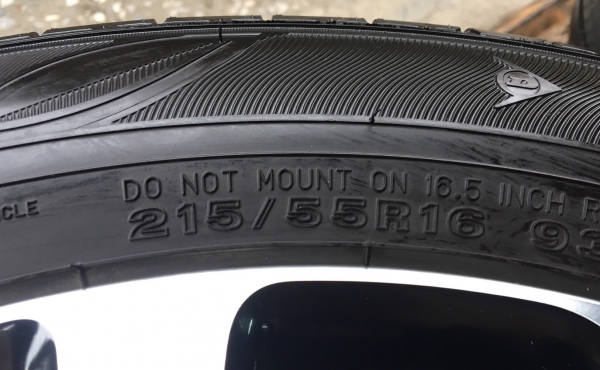 CLE
DO NOT MOUNT ON 16.5 INCH R
215/55R16 93